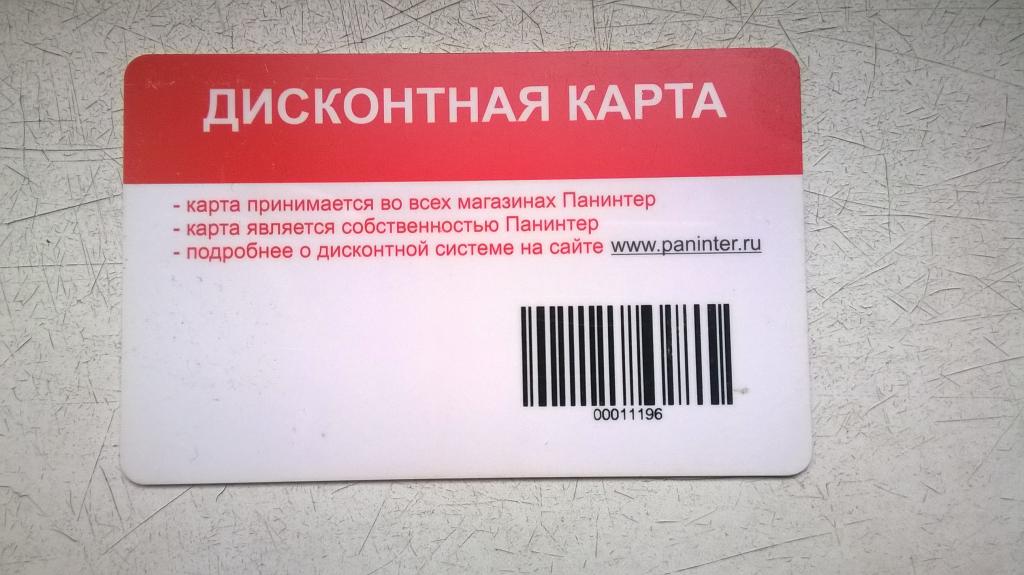 ДИСКОНТНАЯ КАРТА
- карта принимается во всех магазинах Панинтер
- карта является собственностью Панинтер
- подробнее о дисконтной системе на сайте www.paninter.ru
00011196